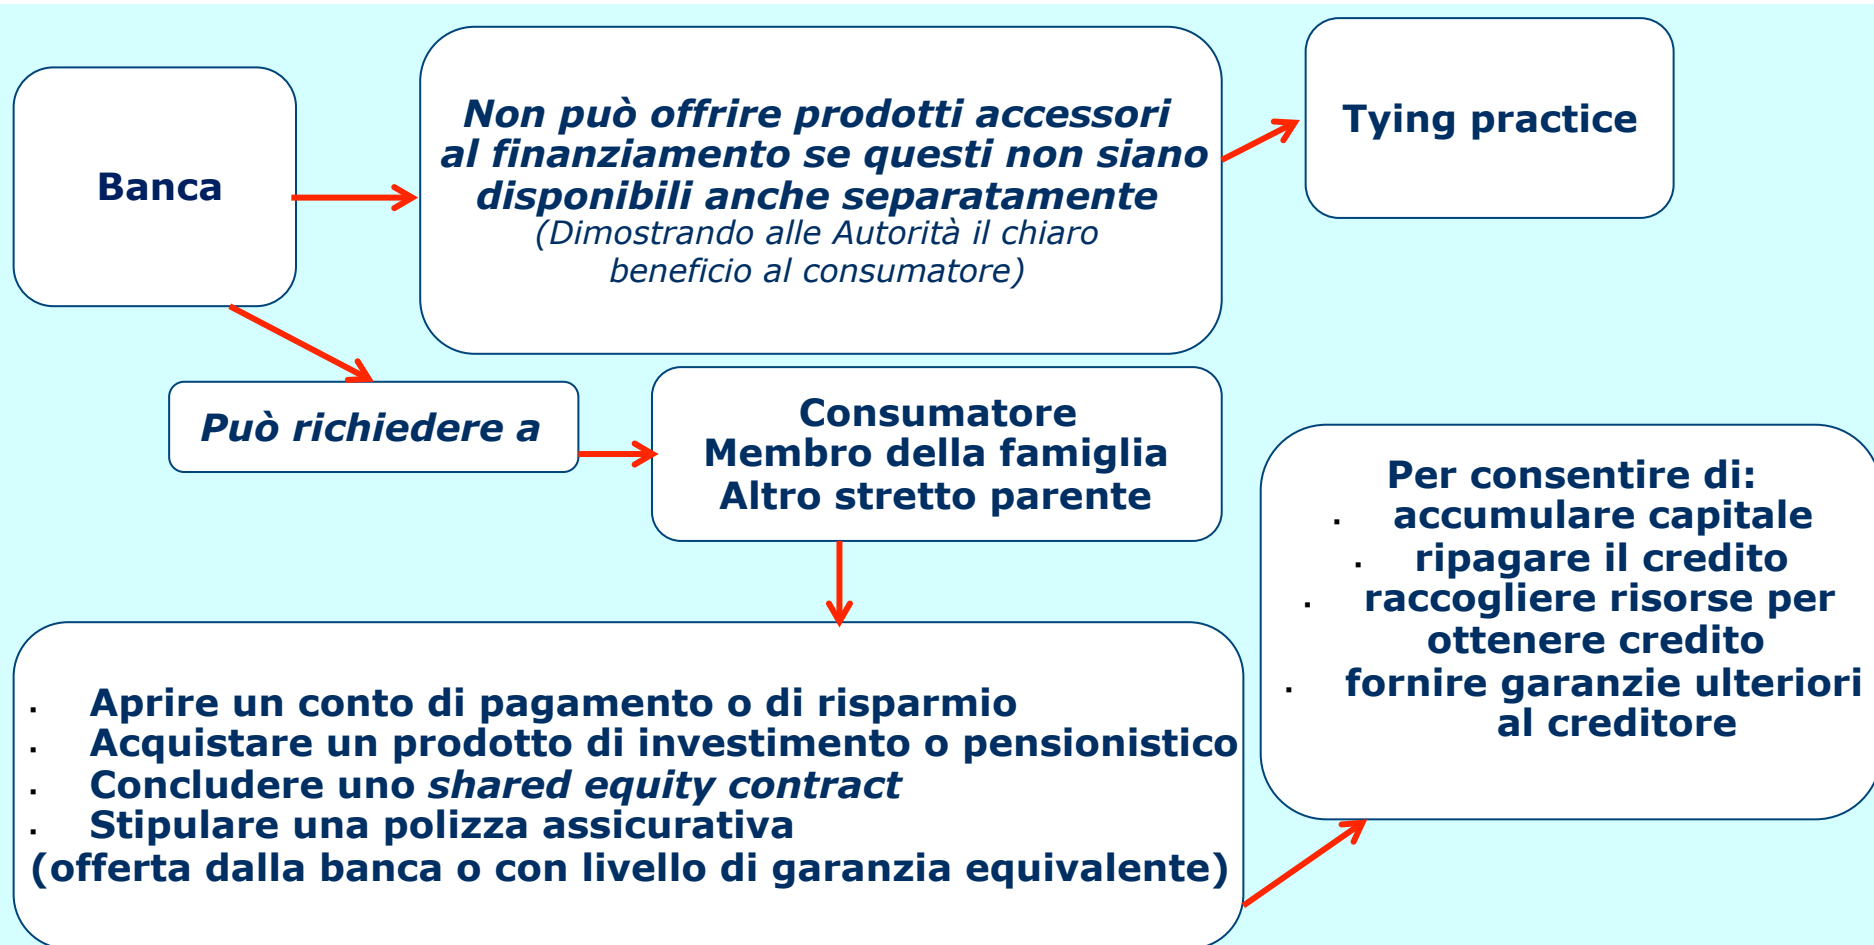 Banca
Non può offrire prodotti accessori
al finanziamento se questi non siano
disponibili anche separatamente
(Dimostrando alle Autorità il chiaro
beneficio al consumatore)
Tying practice
Può richiedere a
Consumatore
Membro della famiglia
Altro stretto parente
· Aprire un conto di pagamento o di risparmio
· Acquistare un prodotto di investimento o pensionistico
· Concludere uno shared equity contract
· Stipulare una polizza assicurativa
(offerta dalla banca o con livello di garanzia equivalente)
Per consentire di:
· accumulare capitale
· ripagare il credito
· raccogliere risorse per
ottenere credito
· fornire garanzie ulteriori
al creditore